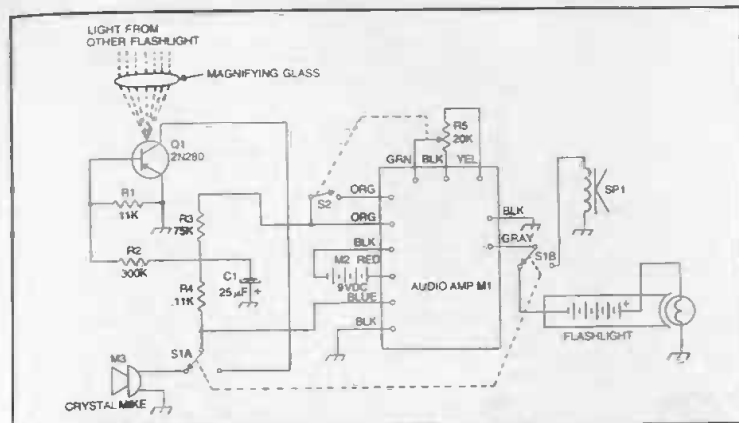 LIGHT FROM
OTHER FLASHLIGHT
MAGNIFYING GLASS
Q1
2N280
R1
11K
R2
300K
R3
75K
R4
11K
C1
25µF +
S1A
M3
CRYSTAL MIKE
S2
ORG
ORG
BLK
M2 RED
9VDC
BLUE
BLK
GRN BLK YEL
R5
20K
AUDIO AMP M1
BLK
GRAY
S1B
SP1
+
FLASHLIGHT